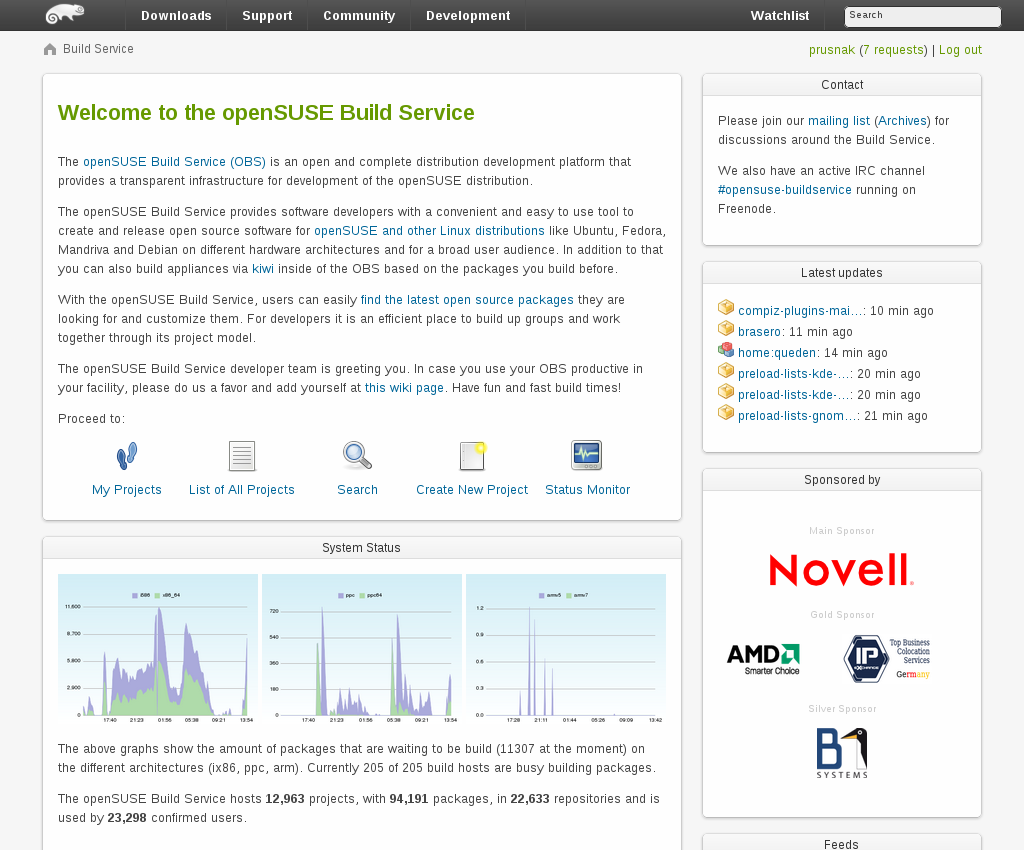 Downloads Support Community Development Watchlist Search
Build Service
prusnak (7 requests) | Log out
Welcome to the openSUSE Build Service
The openSUSE Build Service (OBS) is an open and complete distribution development platform that
provides a transparent infrastructure for development of the openSUSE distribution.
The openSUSE Build Service provides software developers with a convenient and easy to use tool to
create and release open source software for openSUSE and other Linux distributions like Ubuntu, Fedora,
Mandriva and Debian on different hardware architectures and for a broad user audience. In addition to that
you can also build appliances via kiwi inside of the OBS based on the packages you build before.
With the openSUSE Build Service, users can easily find the latest open source packages they are
looking for and customize them. For developers it is an efficient place to build up groups and work
together through its project model.
The openSUSE Build Service developer team is greeting you. In case you use your OBS productive in
your facility, please do us a favor and add yourself at this wiki page. Have fun and fast build times!
Proceed to:
My Projects List of All Projects Search Create New Project Status Monitor
System Status
i586 x86_64
11,600
8,700
5,800
2,900
0
17:40 21:23 01:56 05:38 09:21 13:54
ppc ppc64
720
540
360
180
0
17:40 21:23 01:56 05:38 09:21 13:54
armv5 armv7
1.2
0.9
0.6
0.3
0.0
17:28 21:11 01:44 05:26 09:09 13:42
The above graphs show the amount of packages that are waiting to be build (11307 at the moment) on
the different architectures (ix86, ppc, arm). Currently 205 of 205 build hosts are busy building packages.
The openSUSE Build Service hosts 12,963 projects, with 94,191 packages, in 22,633 repositories and is
used by 23,298 confirmed users.
Contact
Please join our mailing list (Archives) for
discussions around the Build Service.
We also have an active IRC channel
#opensuse-buildservice running on
Freenode.
Latest updates
compiz-plugins-mai...: 10 min ago
brasero: 11 min ago
home:queden: 14 min ago
preload-lists-kde-...: 20 min ago
preload-lists-kde-...: 20 min ago
preload-lists-gnom...: 21 min ago
Sponsored by
Main Sponsor
Novell®
Gold Sponsor
AMD
Smarter Choice
IP
EXCHANGE
Top Business
Colocation
Services
Germany
Silver Sponsor
B1
SYSTEMS
Feeds